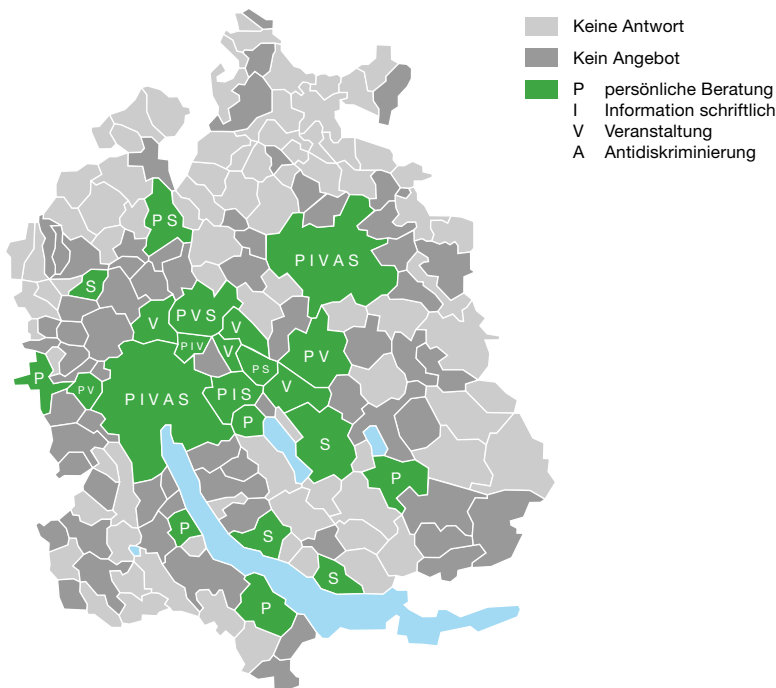 Keine Antwort
Kein Angebot
P persönliche Beratung
I Information schriftlich
V Veranstaltung
A Antidiskriminierung
P S
P I V A S
S
P V S
V
V
P I V
V
P S
P V
P
P V
P I V A S
P I S
V
P
S
P
P
S
S
P